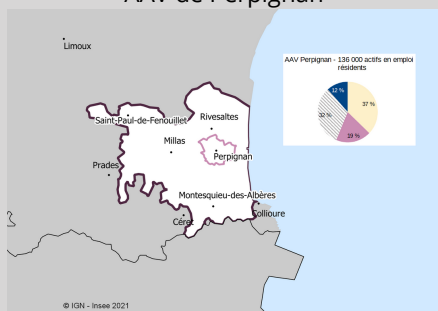 AAV de Perpignan
Limoux
AAV Perpignan - 136 000 actifs en emploi
résidents
12 %
37 %
32 %
19 %
Saint-Paul-de-Fenouillet
Rivesaltes
Millas
Perpignan
Prades
Montesquieu-des-Albères
Collioure
Céret
© IGN - Insee 2021